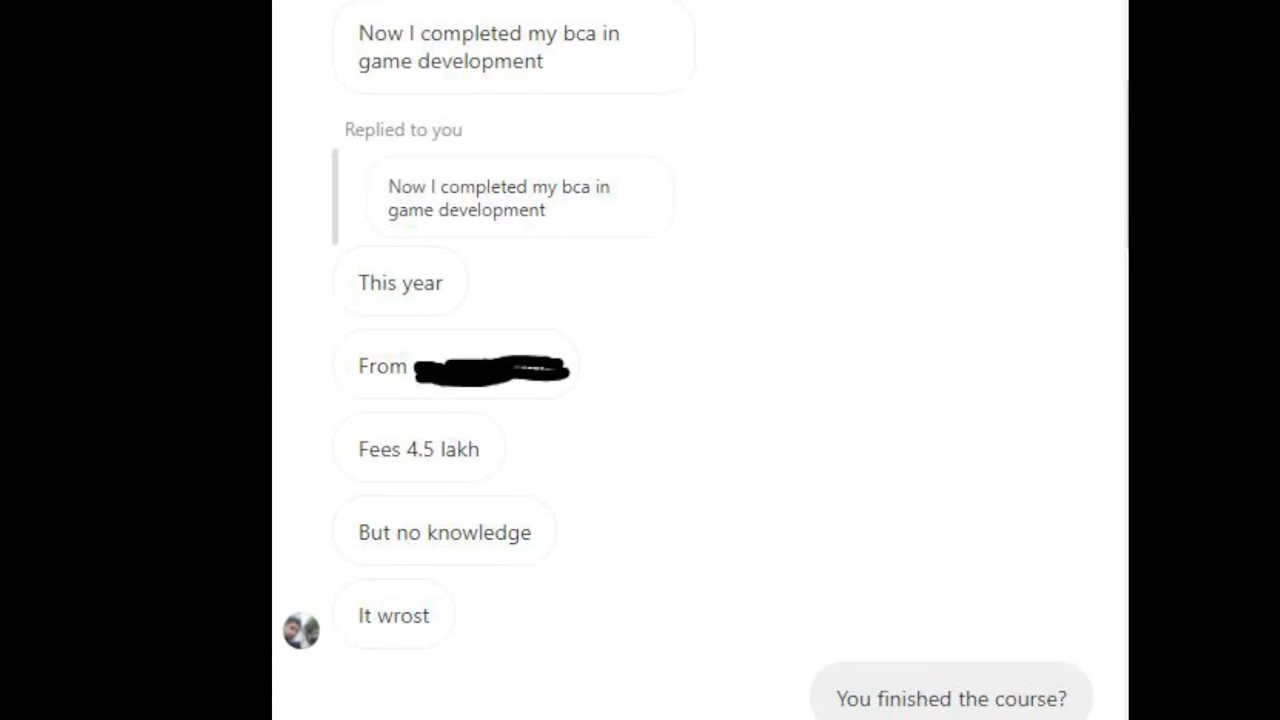 Now I completed my bca in
game development
Replied to you
Now I completed my bca in
game development
This year
From
Fees 4.5 lakh
But no knowledge
It wrost
You finished the course?